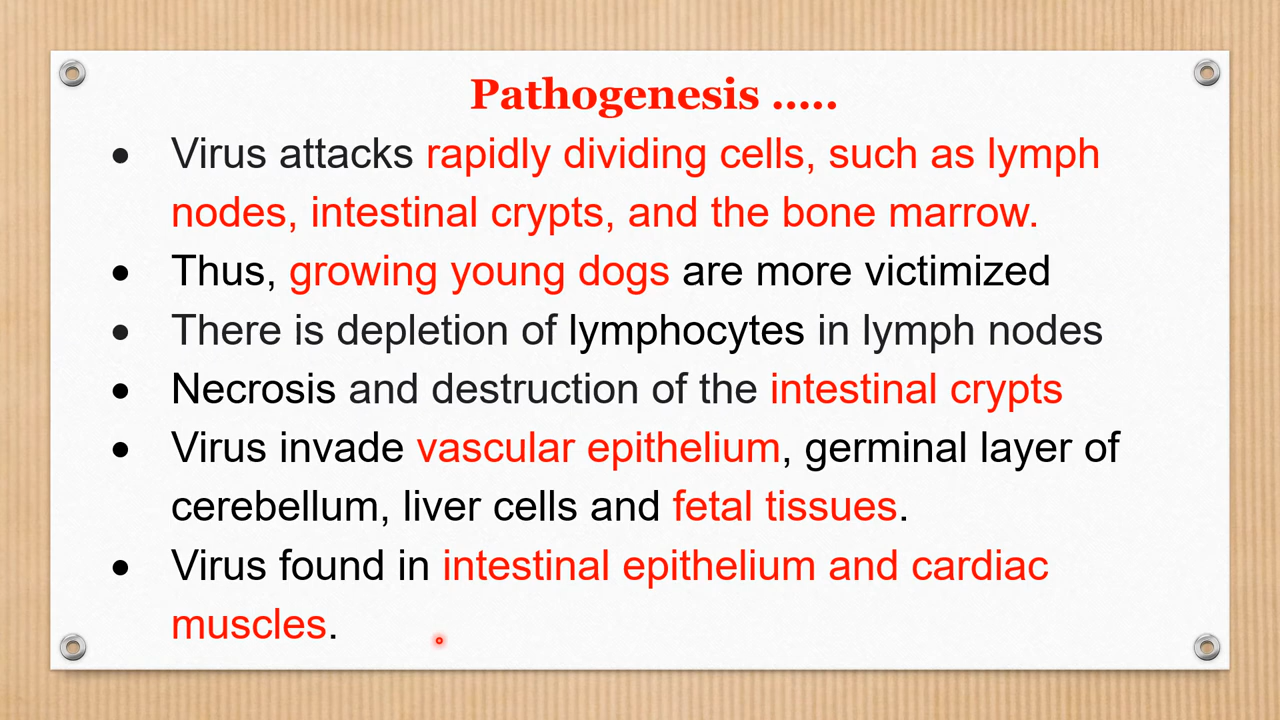 Pathogenesis .....
● Virus attacks rapidly dividing cells, such as lymph
nodes, intestinal crypts, and the bone marrow.
● Thus, growing young dogs are more victimized
● There is depletion of lymphocytes in lymph nodes
● Necrosis and destruction of the intestinal crypts
● Virus invade vascular epithelium, germinal layer of
cerebellum, liver cells and fetal tissues.
● Virus found in intestinal epithelium and cardiac
muscles.